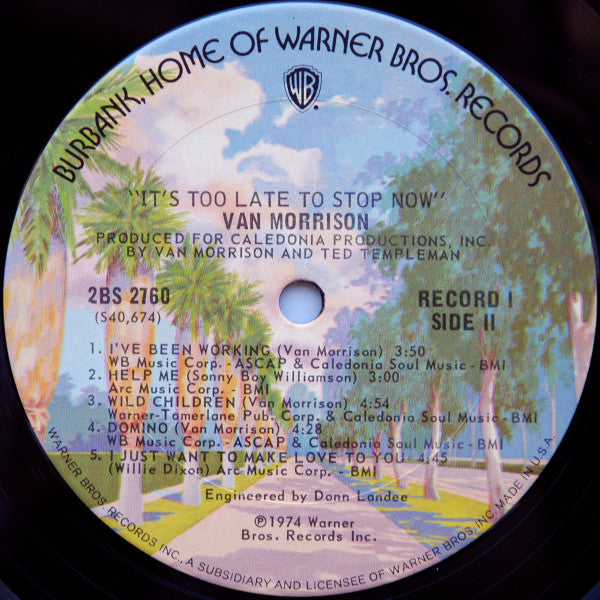 BURBANK, HOME OF WARNER BROS. RECORDS
WB.
"IT'S TOO LATE TO STOP NOW"
VAN MORRISON
PRODUCED FOR CALEDONIA PRODUCTIONS, INC.
BY VAN MORRISON AND TED TEMPLEMAN
2BS 2760
(S40,674)
RECORD I
SIDE II
1. I'VE BEEN WORKING (Van Morrison) 3:50
WB Music Corp. - ASCAP & Caledonia Soul Music - BMI
2. HELP ME (Sonny Boy Williamson) 3:00
Arc Music Corp. - BMI
3. WILD CHILDREN (Van Morrison) 4:54
Warner-Tamerlane Pub. Corp. & Caledonia Soul Music - BMI
4. DOMINO (Van Morrison) 4:28
WB Music Corp. - ASCAP & Caledonia Soul Music - BMI
5. I JUST WANT TO MAKE LOVE TO YOU - 4:45
(Willie Dixon) Arc Music Corp. - BMI
Engineered by Donn Landee
℗1974 Warner
Bros. Records Inc.
WARNER BROS. RECORDS INC., A SUBSIDIARY AND LICENSEE OF WARNER BROS. INC. MADE IN U.S.A.